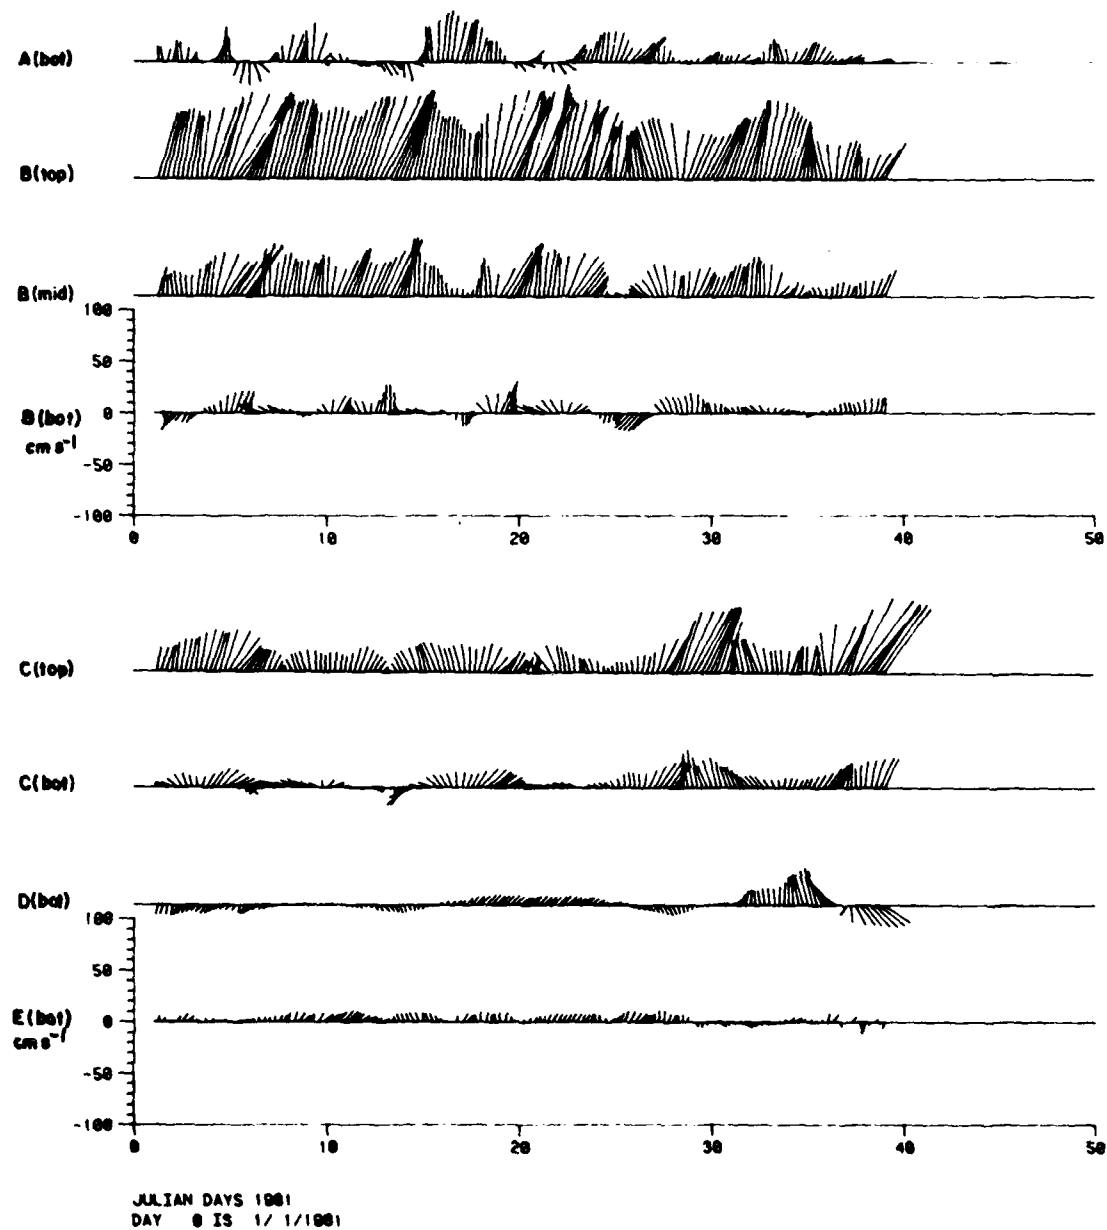 A(bot)
B(top)
B(mid)
100
50
B(bot) 0
cm s⁻¹
-50
-100
0 10 20 30 40 50
C(top)
C(bot)
D(bot)
100
50
E(bot) 0
cm s⁻¹
-50
-100
0 10 20 30 40 50
JULIAN DAYS 1981
DAY 0 IS 1/ 1/1981